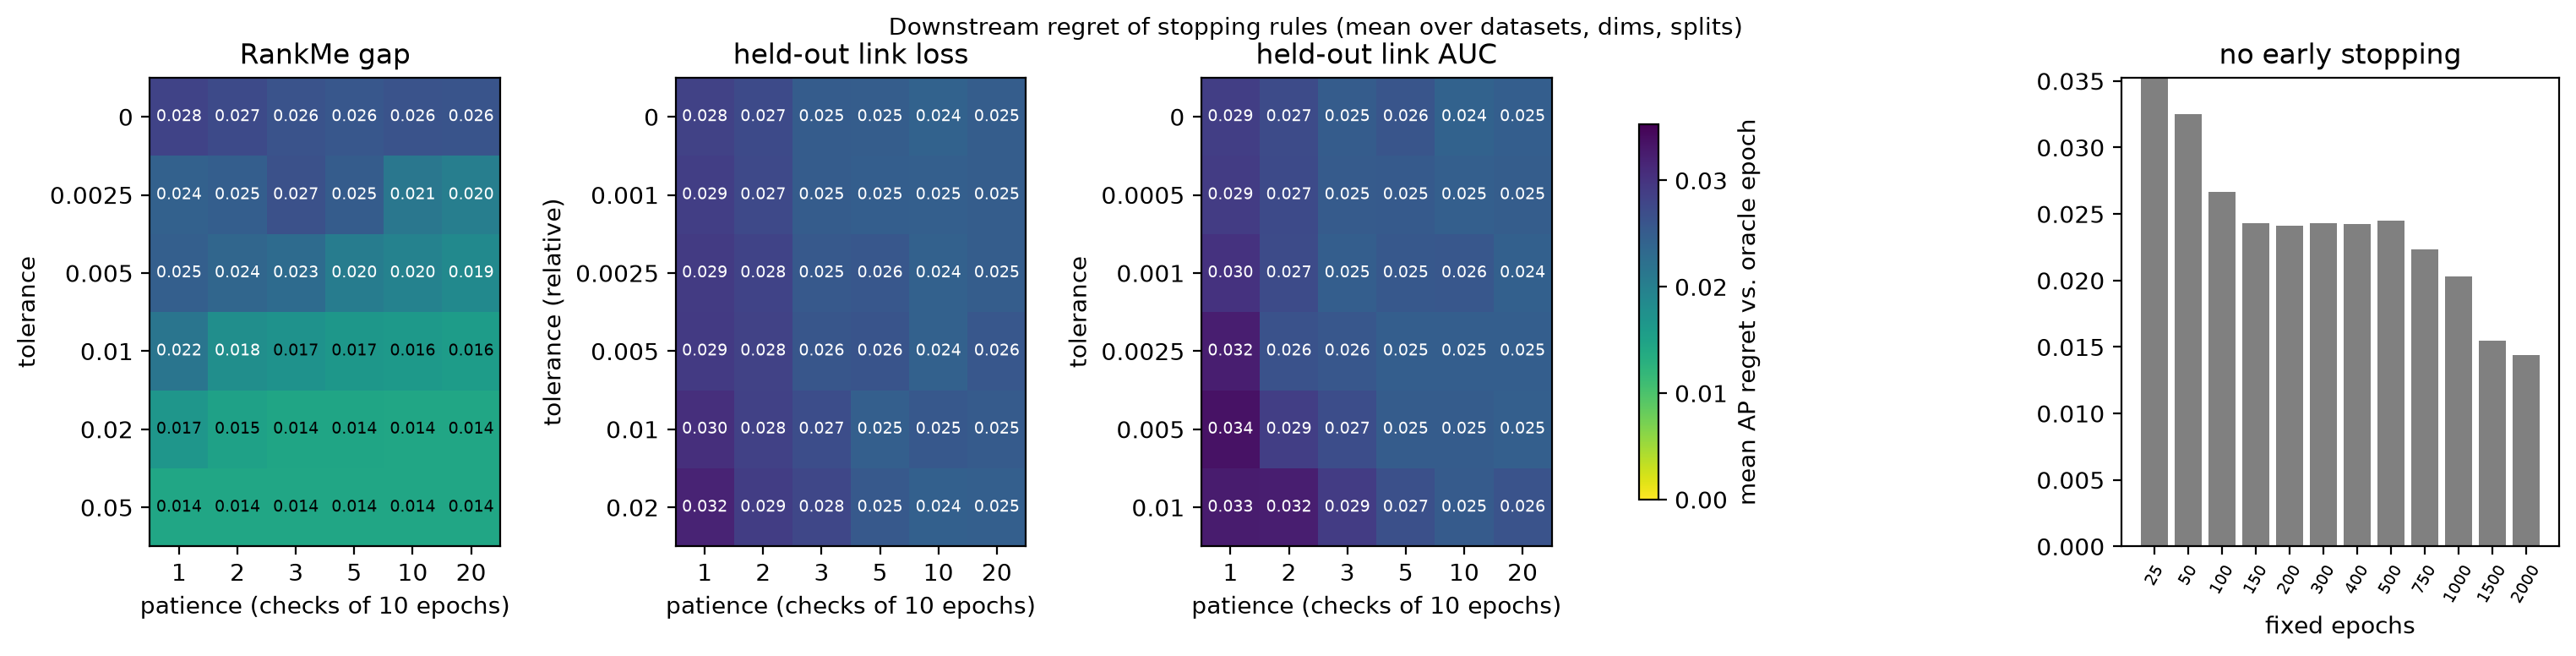 Downstream regret of stopping rules (mean over datasets, dims, splits)
RankMe gap
tolerance
0 0.028 0.027 0.026 0.026 0.026 0.026
0.0025 0.024 0.025 0.027 0.025 0.021 0.020
0.005 0.025 0.024 0.023 0.020 0.020 0.019
0.01 0.022 0.018 0.017 0.017 0.016 0.016
0.02 0.017 0.015 0.014 0.014 0.014 0.014
0.05 0.014 0.014 0.014 0.014 0.014 0.014
1 2 3 5 10 20
patience (checks of 10 epochs)
held-out link loss
tolerance (relative)
0 0.028 0.027 0.025 0.025 0.024 0.025
0.001 0.029 0.027 0.025 0.025 0.025 0.025
0.0025 0.029 0.028 0.025 0.026 0.024 0.025
0.005 0.029 0.028 0.026 0.026 0.024 0.026
0.01 0.030 0.028 0.027 0.025 0.025 0.025
0.02 0.032 0.029 0.028 0.025 0.024 0.025
1 2 3 5 10 20
patience (checks of 10 epochs)
held-out link AUC
tolerance
0 0.029 0.027 0.025 0.026 0.024 0.025
0.0005 0.029 0.027 0.025 0.025 0.025 0.025
0.001 0.030 0.027 0.025 0.025 0.026 0.024
0.0025 0.032 0.026 0.026 0.025 0.025 0.025
0.005 0.034 0.029 0.027 0.025 0.025 0.025
0.01 0.033 0.032 0.029 0.027 0.025 0.026
1 2 3 5 10 20
patience (checks of 10 epochs)
0.03
0.02
0.01
0.00
mean AP regret vs. oracle epoch
no early stopping
0.035
0.030
0.025
0.020
0.015
0.010
0.005
0.000
25 50 100 150 200 300 400 500 750 1000 1500 2000
fixed epochs